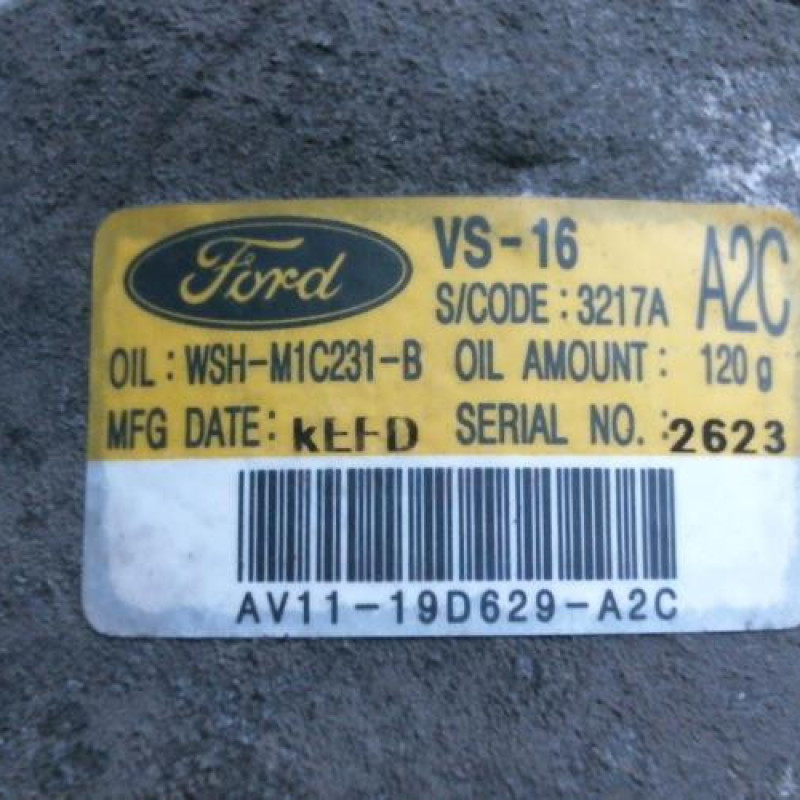 Ford VS-16 A2C
S/CODE : 3217A
OIL : WSH-M1C231-B OIL AMOUNT : 120 g
MFG DATE : kEFD SERIAL NO. : 2623
AV11-19D629-A2C